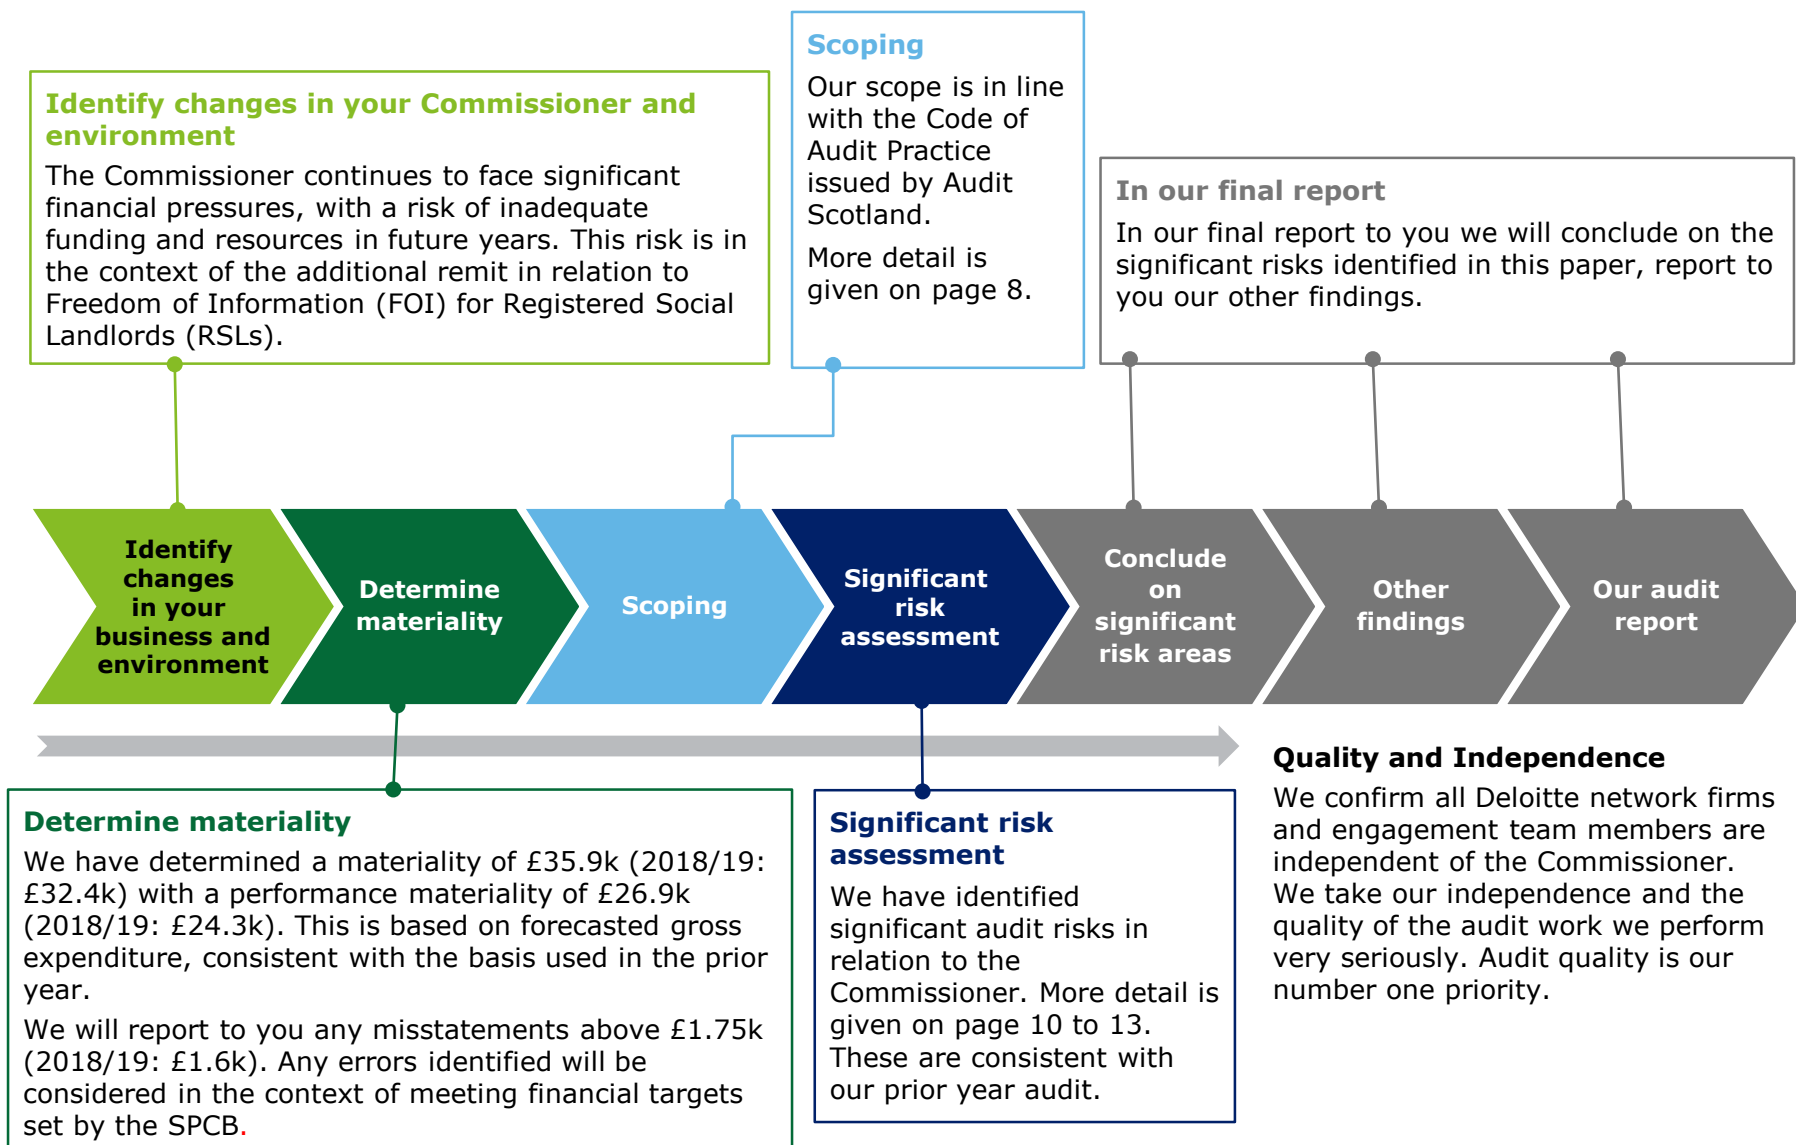 Scoping
Our scope is in line
with the Code of
Audit Practice
issued by Audit
Scotland.
More detail is
given on page 8.
Identify changes in your Commissioner and
environment
The Commissioner continues to face significant
financial pressures, with a risk of inadequate
funding and resources in future years. This risk is in
the context of the additional remit in relation to
Freedom of Information (FOI) for Registered Social
Landlords (RSLs).
In our final report
In our final report to you we will conclude on the
significant risks identified in this paper, report to
you our other findings.
Identify
changes
in your
business and
environment
Determine
materiality
Scoping
Significant
risk
assessment
Conclude
on
significant
risk areas
Other
findings
Our audit
report
Determine materiality
We have determined a materiality of £35.9k (2018/19:
£32.4k) with a performance materiality of £26.9k
(2018/19: £24.3k). This is based on forecasted gross
expenditure, consistent with the basis used in the prior
year.
We will report to you any misstatements above £1.75k
(2018/19: £1.6k). Any errors identified will be
considered in the context of meeting financial targets
set by the SPCB.
Significant risk
assessment
We have identified
significant audit risks in
relation to the
Commissioner. More detail is
given on page 10 to 13.
These are consistent with
our prior year audit.
Quality and Independence
We confirm all Deloitte network firms
and engagement team members are
independent of the Commissioner.
We take our independence and the
quality of the audit work we perform
very seriously. Audit quality is our
number one priority.